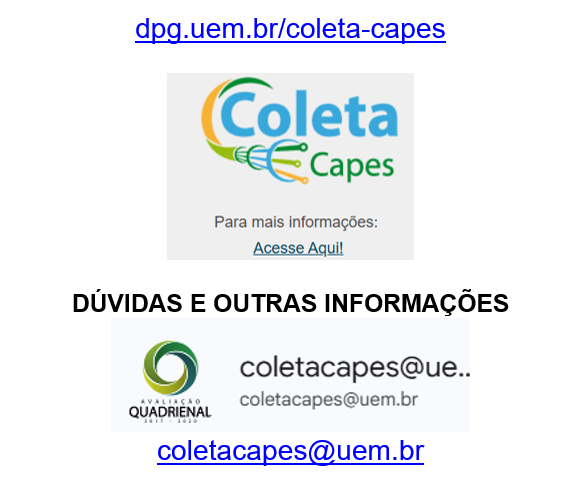 dpg.uem.br/coleta-capes
Coleta
Capes
Para mais informações:
Acesse Aqui!
DÚVIDAS E OUTRAS INFORMAÇÕES
coletacapes@ue...
AVALIAÇÃO
QUADRIENAL
2017 - 2020
coletacapes@uem.br
coletacapes@uem.br